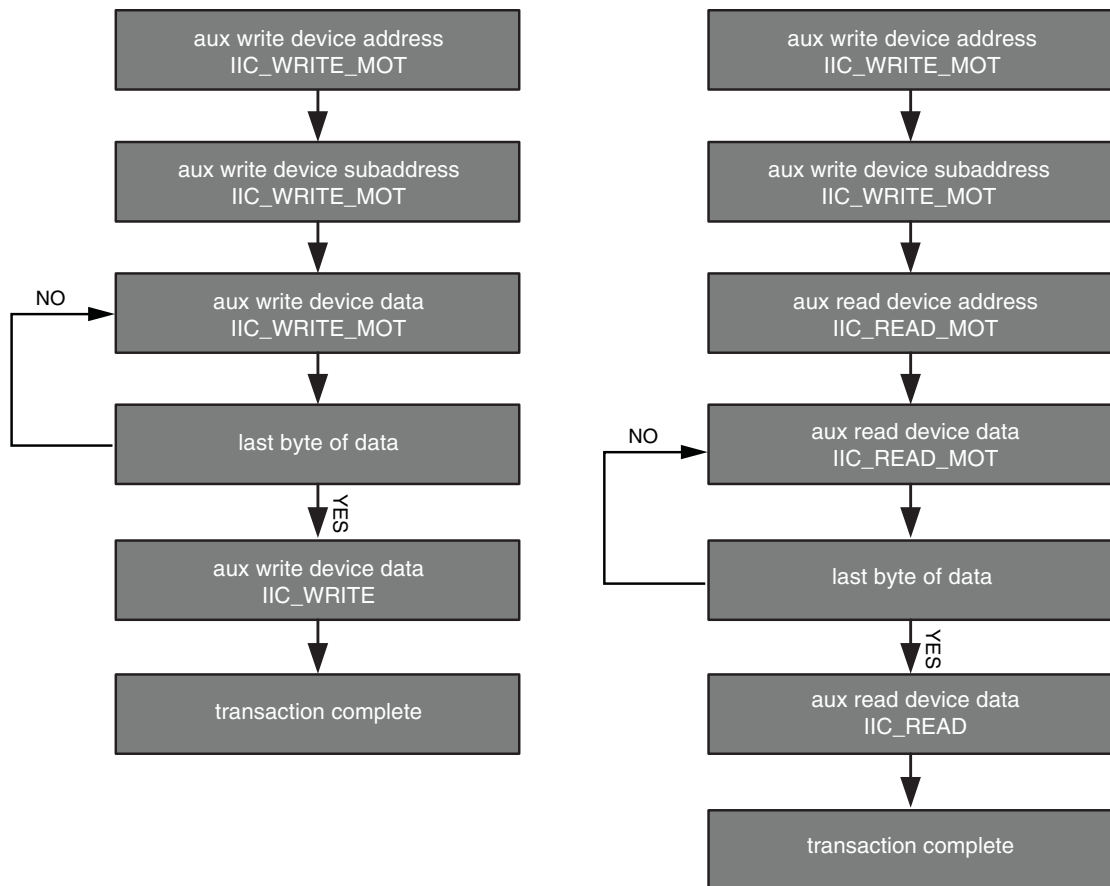 aux write device address
IIC_WRITE_MOT
aux write device subaddress
IIC_WRITE_MOT
NO
aux write device data
IIC_WRITE_MOT
last byte of data
YES
aux write device data
IIC_WRITE
transaction complete
aux write device address
IIC_WRITE_MOT
aux write device subaddress
IIC_WRITE_MOT
aux read device address
IIC_READ_MOT
NO
aux read device data
IIC_READ_MOT
last byte of data
YES
aux read device data
IIC_READ
transaction complete